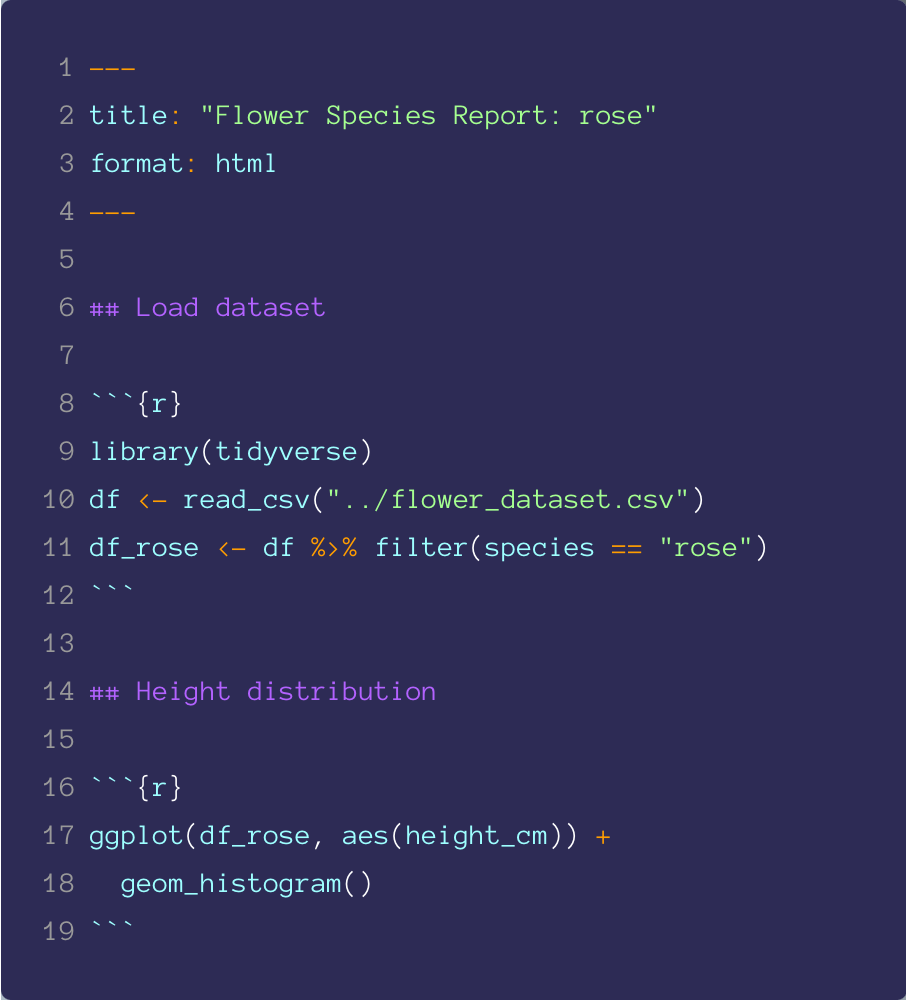 1 ---
2 title: "Flower Species Report: rose"
3 format: html
4 ---
5
6 ## Load dataset
7
8 ```{r}
9 library(tidyverse)
10 df <- read_csv("../flower_dataset.csv")
11 df_rose <- df %>% filter(species == "rose")
12 ```
13
14 ## Height distribution
15
16 ```{r}
17 ggplot(df_rose, aes(height_cm)) +
18   geom_histogram()
19 ```